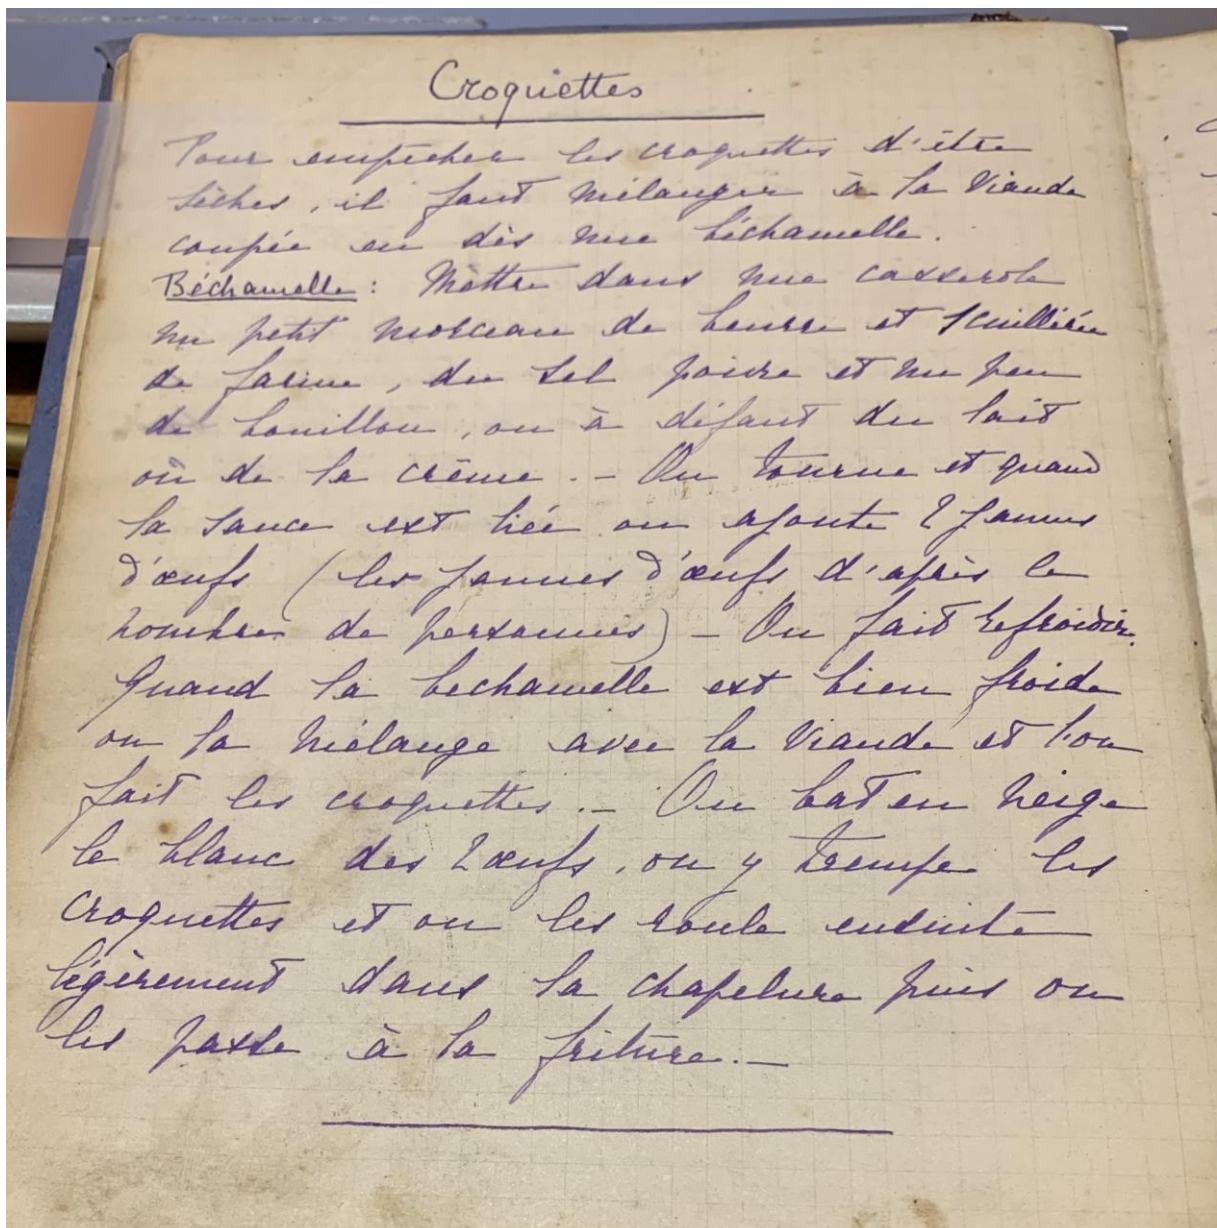 Croquettes
Pour empêcher les croquettes d'être
sèches, il faut mélanger à la viande
coupée en dès une béchamelle.
Béchamelle : Mettre dans une casserole
un petit morceau de beurre et 1 cuillérée
de farine, du sel poivre et un peu
de bouillon, ou à défaut du lait
où de la crème. - On tourne et quand
la sauce est liée on ajoute 2 jaunes
d'œufs (les jaunes d'œufs d'après le
nombre de personnes) - On fait refroidir.
Quand la bechamelle est bien froide
on la mélange avec la viande et l'on
fait les croquettes. - On bat en neige
le blanc des 2 œufs, on y trempe les
croquettes et on les roule ensuite
légèrement dans la chapelure puis on
les passe à la friture. -